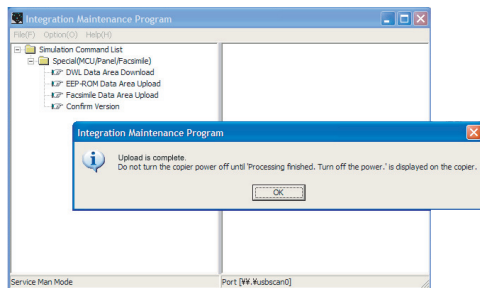 Integration Maintenance Program
File(F) Option(O) Help(H)
Simulation Command List
Special(MCU/Panel/Facsimile)
DWL Data Area Download
EEP-ROM Data Area Upload
Facsimile Data Area Upload
Confirm Version
Integration Maintenance Program
Upload is complete.
Do not turn the copier power off until 'Processing finished. Turn off the power.' is displayed on the copier.
OK
Service Man Mode
Port [¥¥.¥usbscan0]